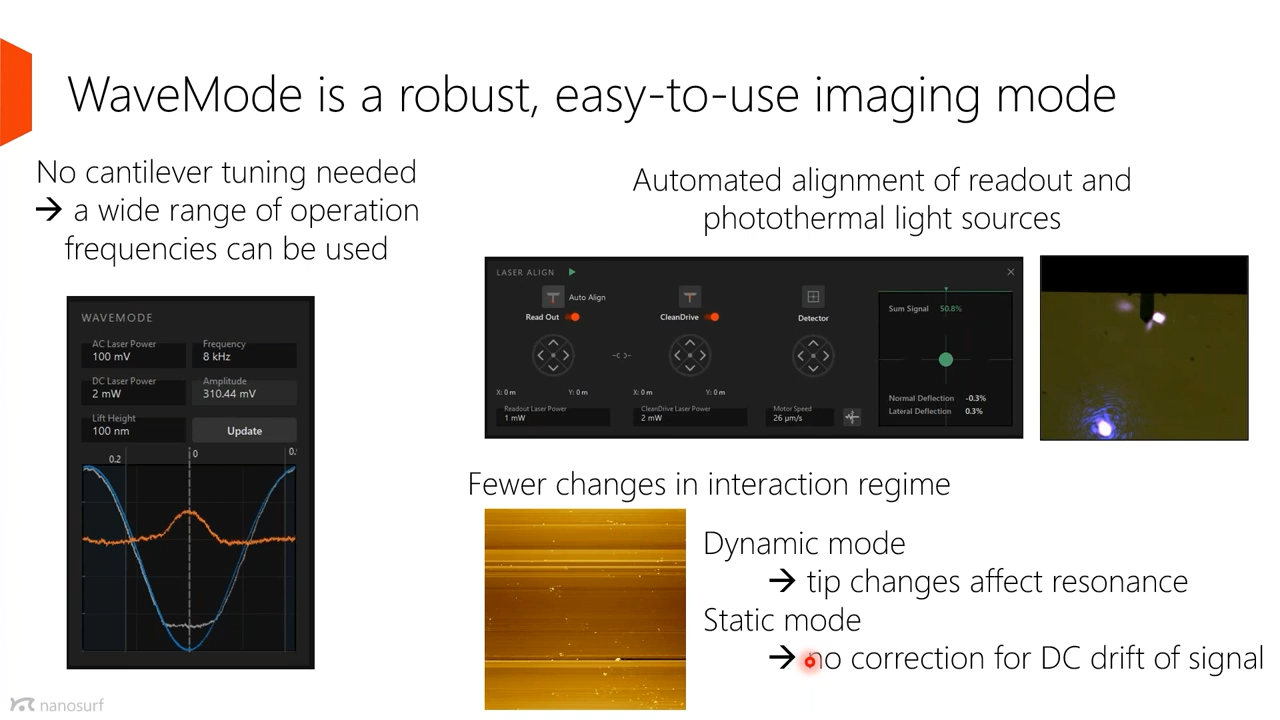 WaveMode is a robust, easy-to-use imaging mode
No cantilever tuning needed
→ a wide range of operation
frequencies can be used
Automated alignment of readout and
photothermal light sources
WAVEMODE
AC Laser Power
100 mV
Frequency
8 kHz
DC Laser Power
2 mW
Amplitude
310.44 mV
Lift Height
100 nm
Update
0.2
0
LASER ALIGN
Auto Align
Read Out
CleanDrive
Detector
X: 0 m
Y: 0 m
X: 0 m
Y: 0 m
Readout Laser Power
1 mW
CleanDrive Laser Power
2 mW
Motor Speed
26 µm/s
Sum Signal 50.8%
Normal Deflection -0.3%
Lateral Deflection 0.3%
Fewer changes in interaction regime
Dynamic mode
→ tip changes affect resonance
Static mode
→ no correction for DC drift of signal
nanosurf